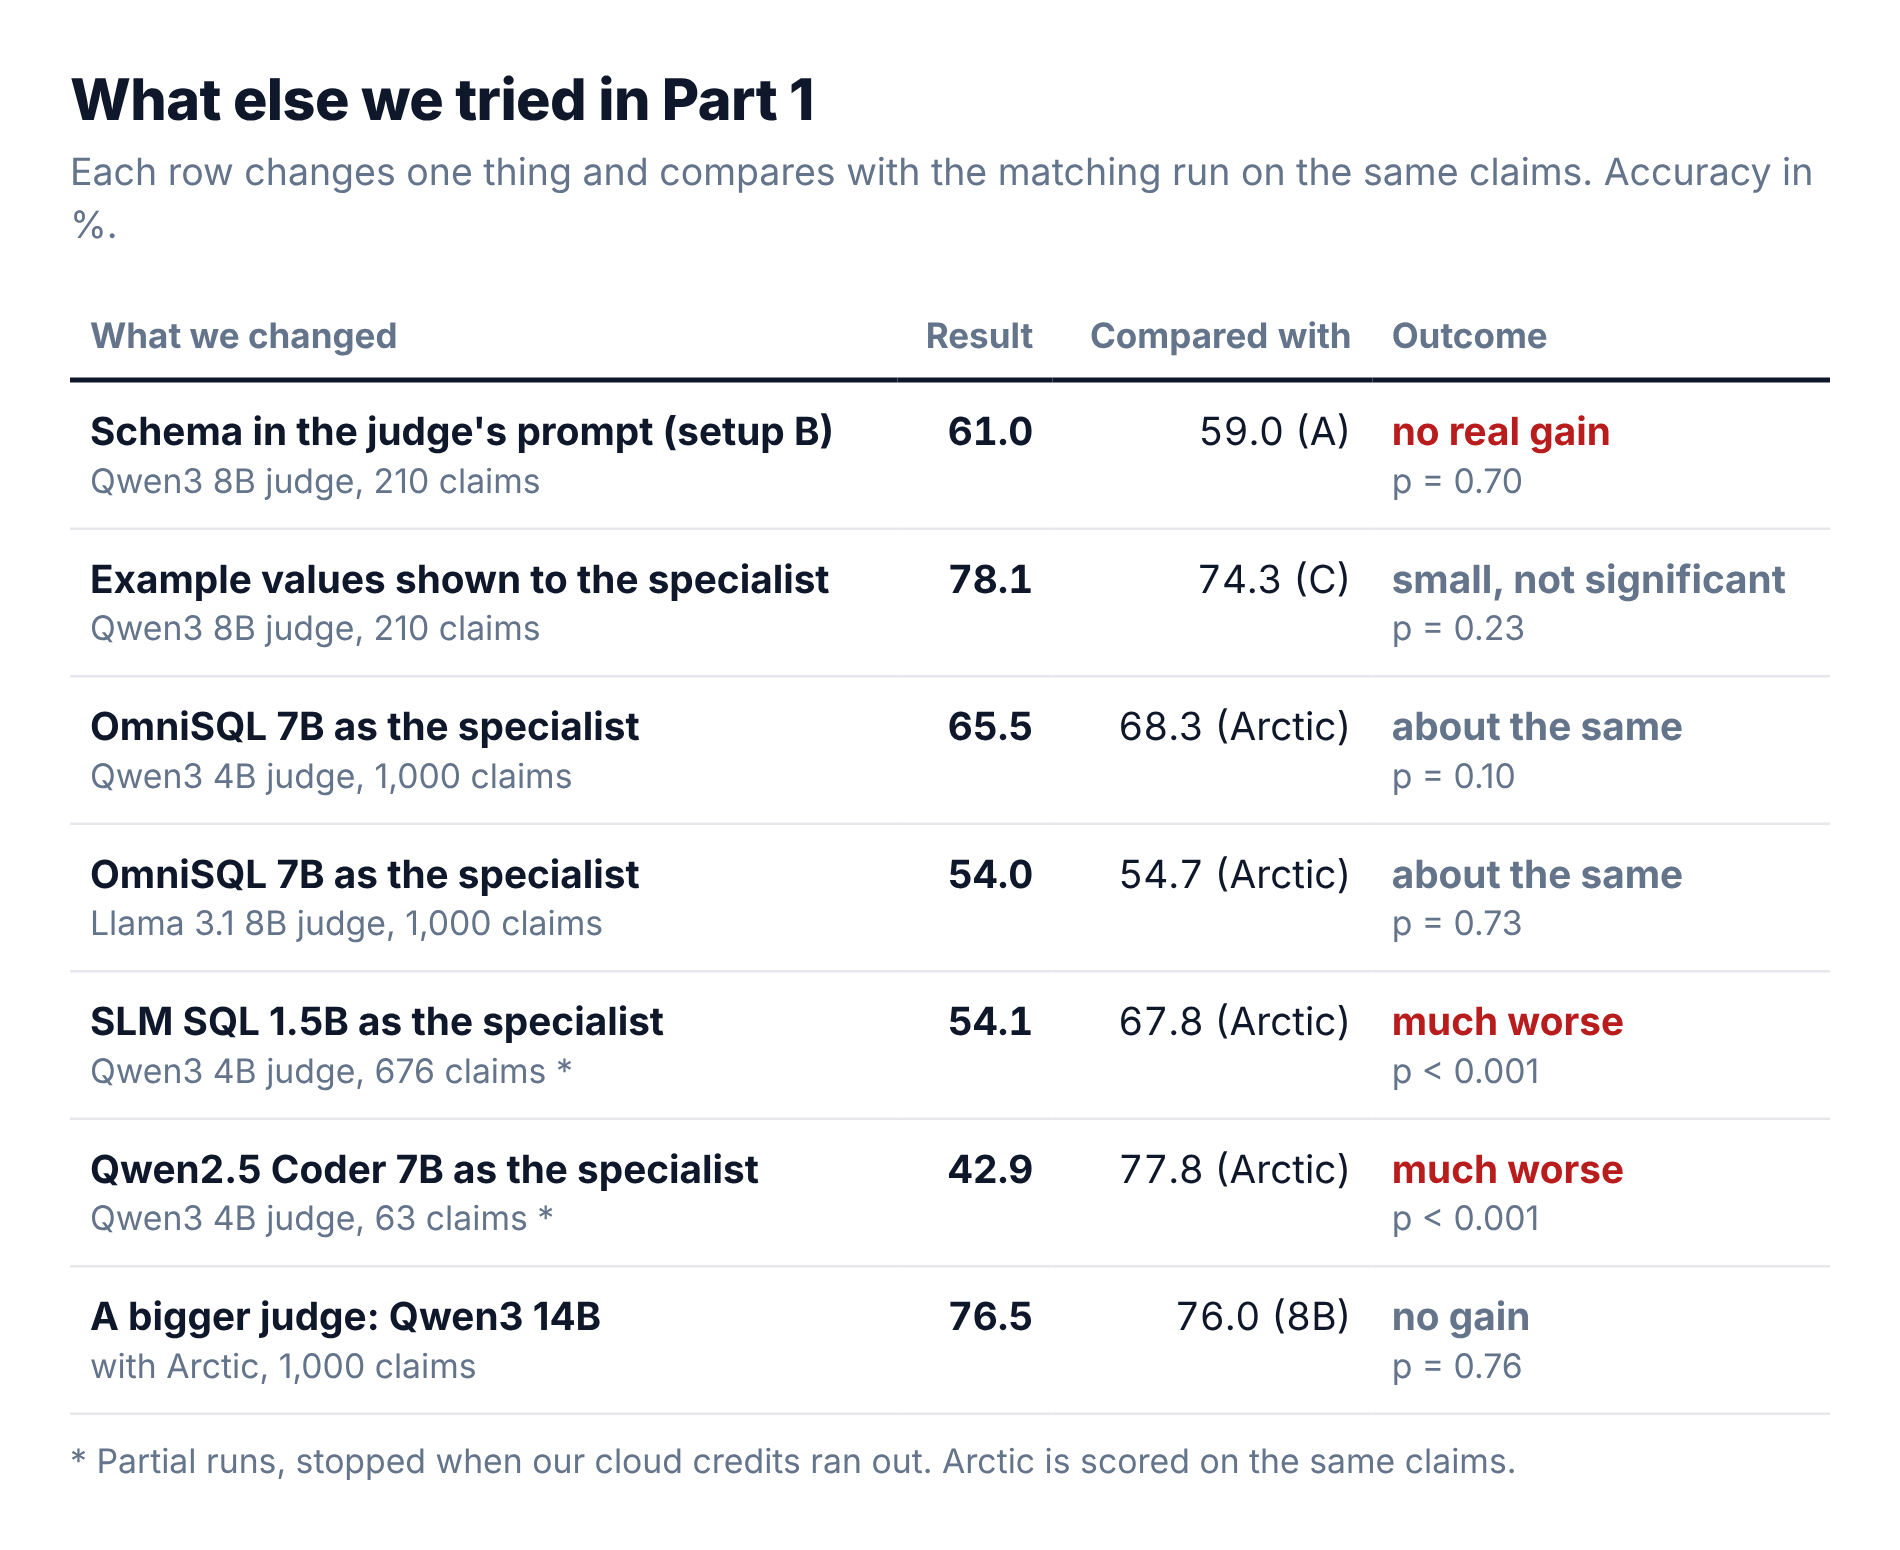 What else we tried in Part 1
Each row changes one thing and compares with the matching run on the same claims. Accuracy in
%.
What we changed Result Compared with Outcome
Schema in the judge's prompt (setup B) 61.0 59.0 (A) no real gain
Qwen3 8B judge, 210 claims p = 0.70
Example values shown to the specialist 78.1 74.3 (C) small, not significant
Qwen3 8B judge, 210 claims p = 0.23
OmniSQL 7B as the specialist 65.5 68.3 (Arctic) about the same
Qwen3 4B judge, 1,000 claims p = 0.10
OmniSQL 7B as the specialist 54.0 54.7 (Arctic) about the same
Llama 3.1 8B judge, 1,000 claims p = 0.73
SLM SQL 1.5B as the specialist 54.1 67.8 (Arctic) much worse
Qwen3 4B judge, 676 claims * p < 0.001
Qwen2.5 Coder 7B as the specialist 42.9 77.8 (Arctic) much worse
Qwen3 4B judge, 63 claims * p < 0.001
A bigger judge: Qwen3 14B 76.5 76.0 (8B) no gain
with Arctic, 1,000 claims p = 0.76
* Partial runs, stopped when our cloud credits ran out. Arctic is scored on the same claims.